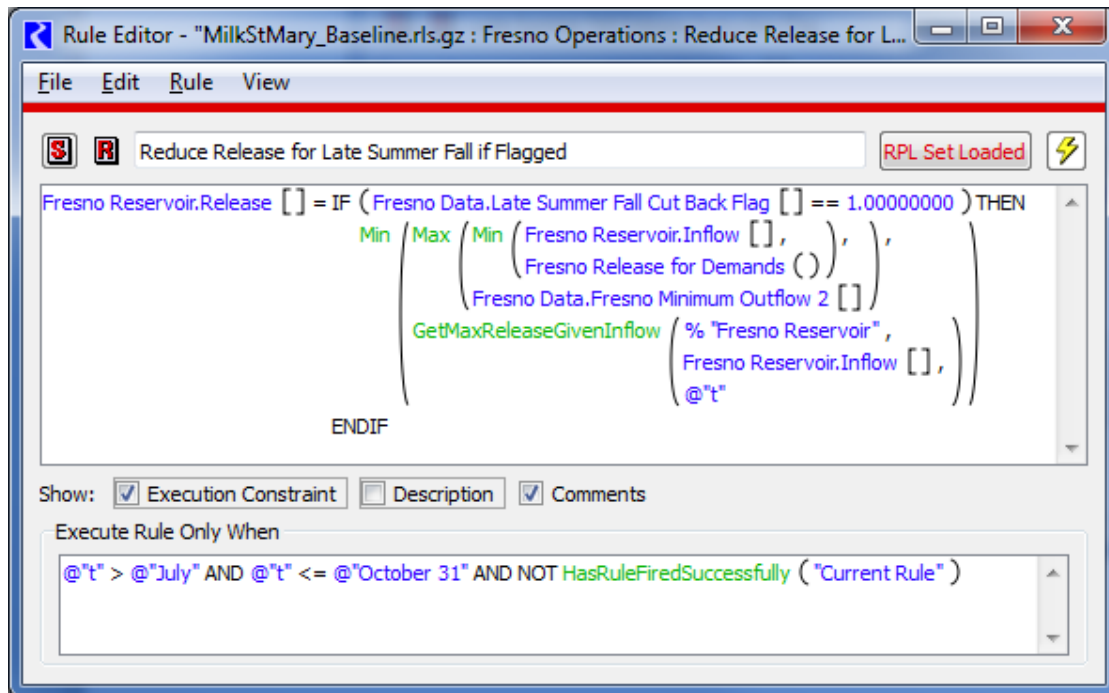 Rule Editor - "MilkStMary_Baseline.rls.gz : Fresno Operations : Reduce Release for L...
File Edit Rule View
S R Reduce Release for Late Summer Fall if Flagged RPL Set Loaded
Fresno Reservoir.Release [] = IF ( Fresno Data.Late Summer Fall Cut Back Flag [] == 1.00000000 ) THEN
Min ( Max ( Min ( Fresno Reservoir.Inflow [] , ) , ) ,
Fresno Release for Demands ()
Fresno Data.Fresno Minimum Outflow 2 []
GetMaxReleaseGivenInflow ( % "Fresno Reservoir" ,
Fresno Reservoir.Inflow [] ,
@"t" ) )
ENDIF
Show: Execution Constraint Description Comments
Execute Rule Only When
@"t" > @"July" AND @"t" <= @"October 31" AND NOT HasRuleFiredSuccessfully ( "Current Rule" )